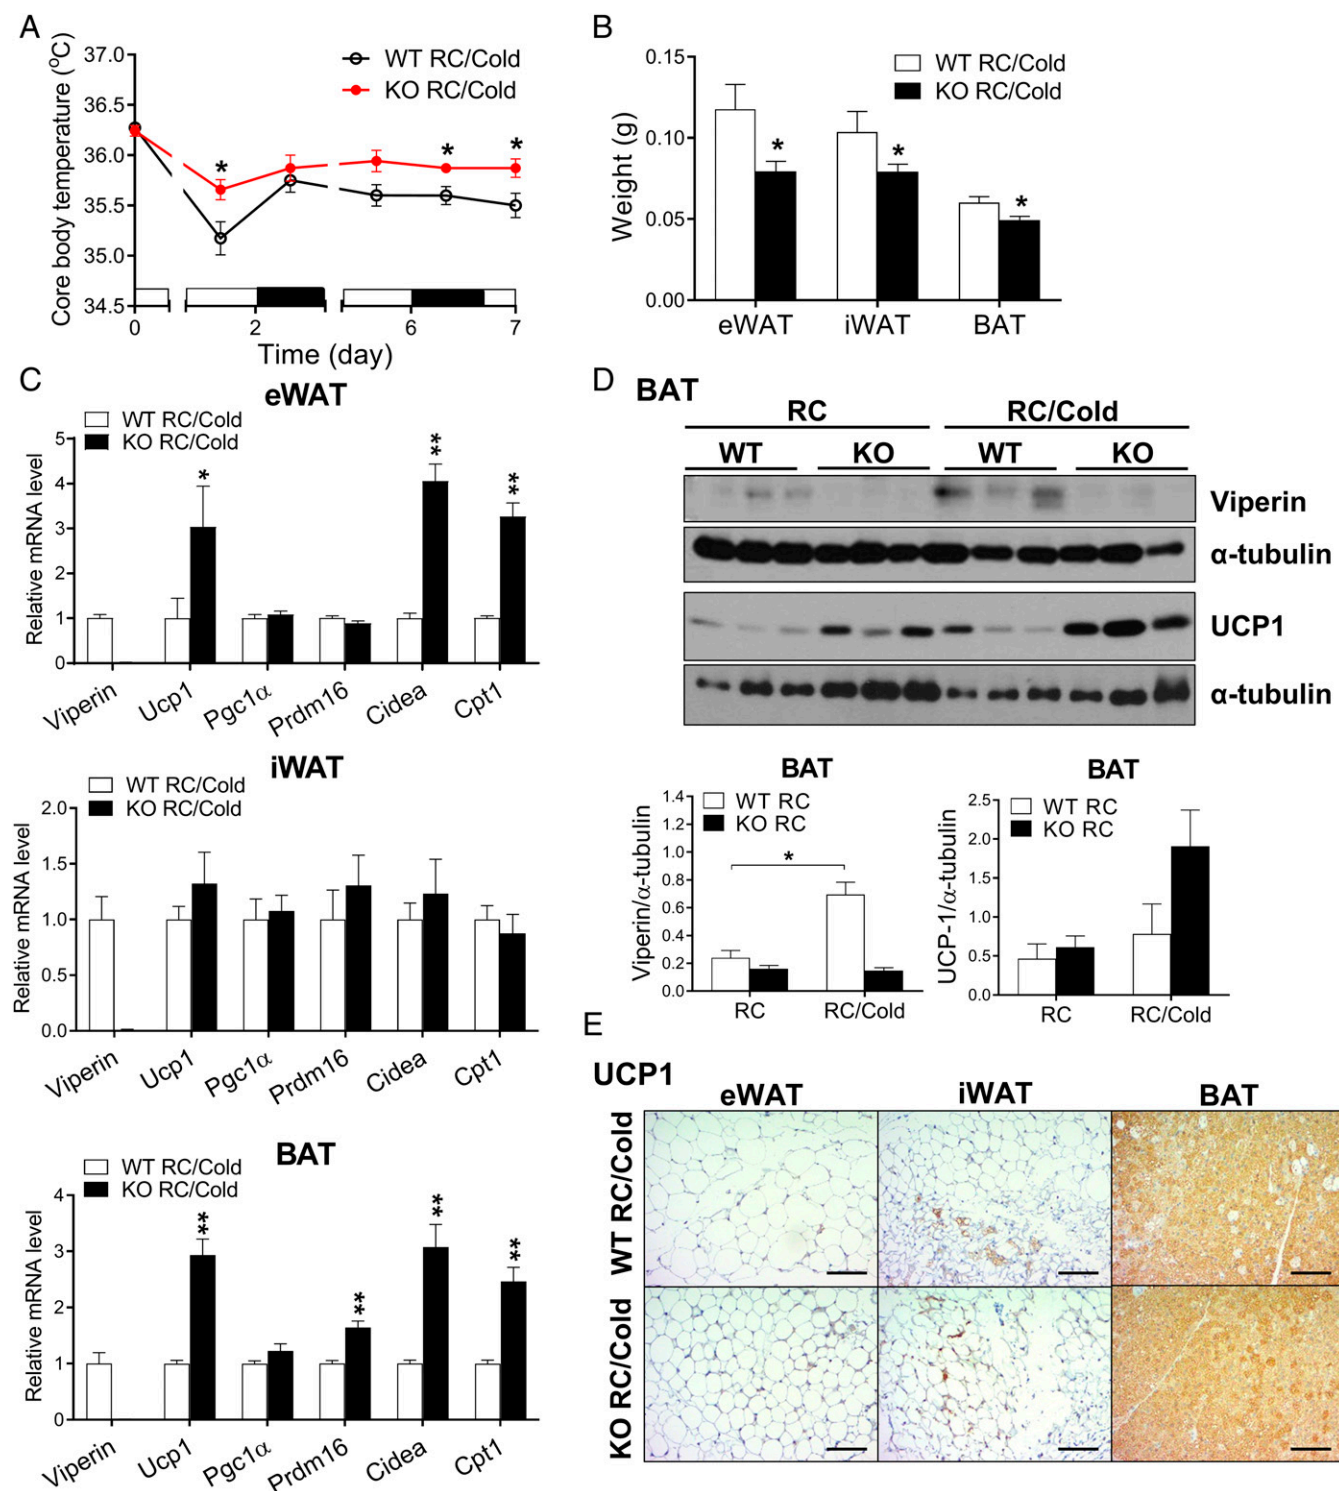 A
Core body temperature (°C)
WT RC/Cold
KO RC/Cold
37.0
36.5
36.0
35.5
35.0
34.5
* * *
0 2 6 7
Time (day)
B
Weight (g)
WT RC/Cold
KO RC/Cold
0.15
0.10
0.05
0.00
* * *
eWAT iWAT BAT
C
eWAT
WT RC/Cold
KO RC/Cold
Relative mRNA level
5
4
3
2
1
0
* ** **
Viperin Ucp1 Pgc1α Prdm16 Cidea Cpt1
iWAT
WT RC/Cold
KO RC/Cold
Relative mRNA level
2.0
1.5
1.0
0.5
0.0
Viperin Ucp1 Pgc1α Prdm16 Cidea Cpt1
BAT
WT RC/Cold
KO RC/Cold
Relative mRNA level
4
3
2
1
0
** ** ** **
Viperin Ucp1 Pgc1α Prdm16 Cidea Cpt1
D
BAT
RC RC/Cold
WT KO WT KO
Viperin
α-tubulin
UCP1
α-tubulin
BAT
WT RC
KO RC
Viperin/α-tubulin
1.4
1.2
1.0
0.8
0.6
0.4
0.2
0.0
*
RC RC/Cold
BAT
WT RC
KO RC
UCP-1/α-tubulin
2.5
2.0
1.5
1.0
0.5
0.0
RC RC/Cold
E
UCP1
eWAT iWAT BAT
WT RC/Cold
KO RC/Cold